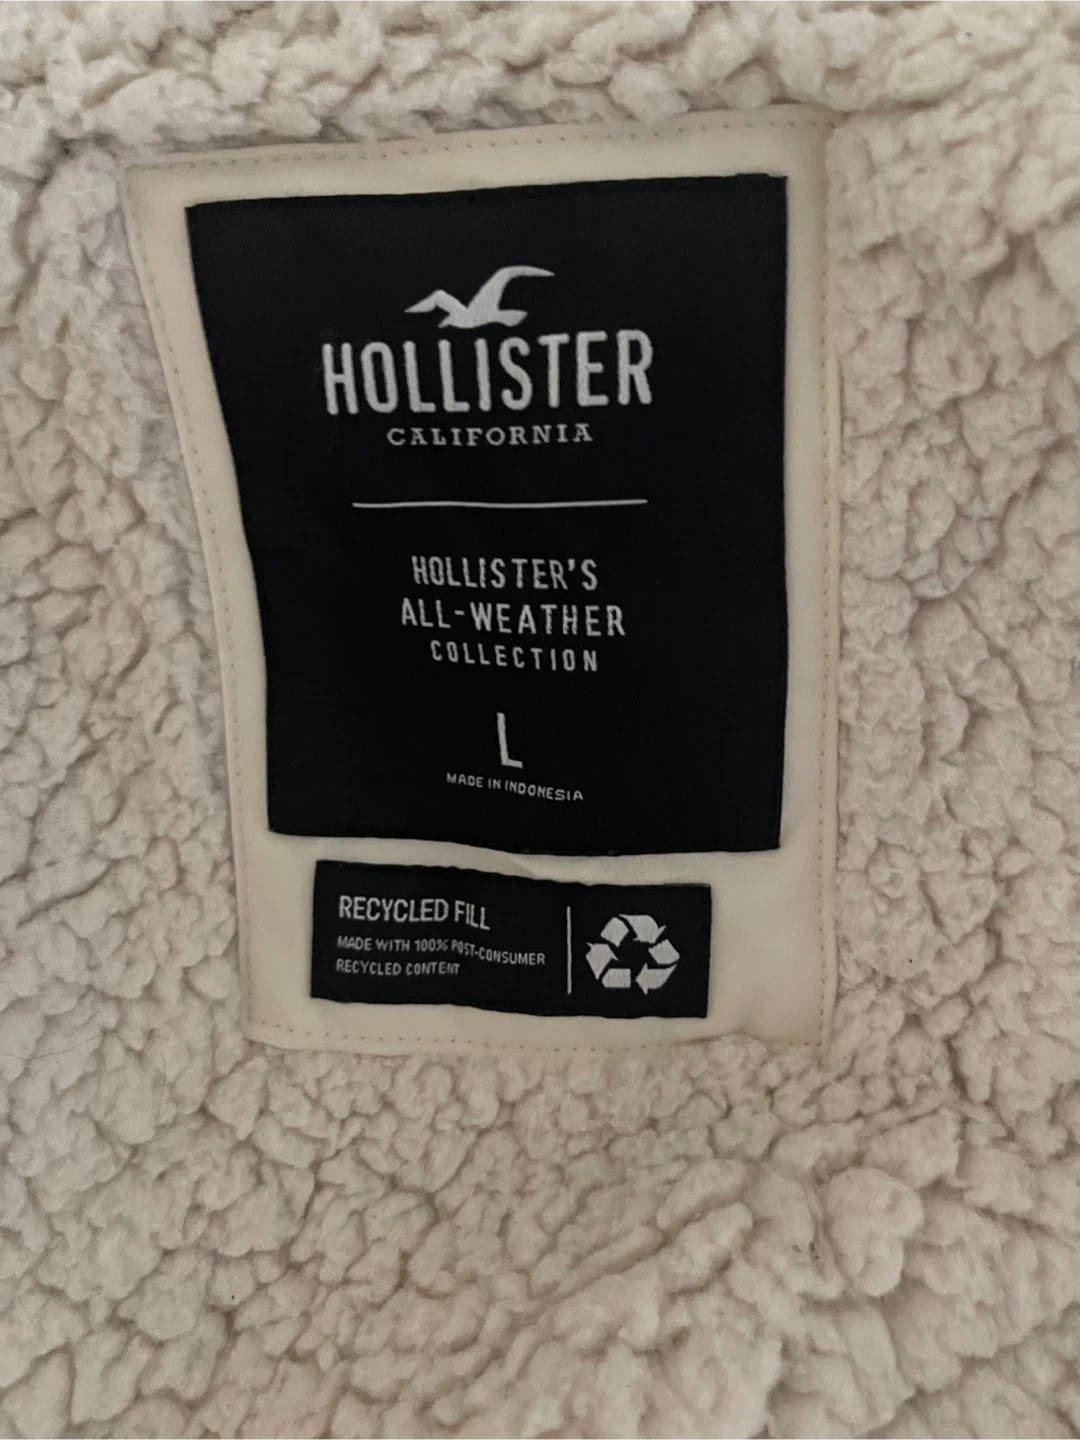 HOLLISTER
CALIFORNIA
HOLLISTER'S
ALL-WEATHER
COLLECTION
L
MADE IN INDONESIA
RECYCLED FILL
MADE WITH 100% POST-CONSUMER
RECYCLED CONTENT